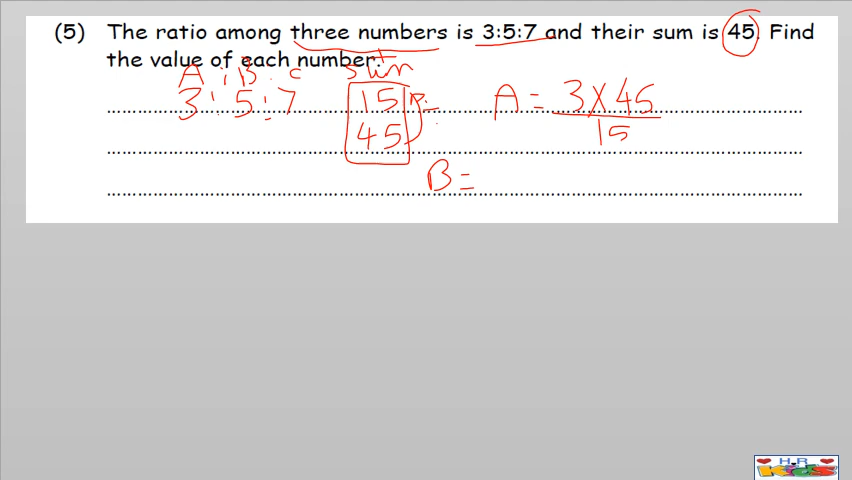 (5) The ratio among three numbers is 3:5:7 and their sum is 45. Find
the value of each number.
A : B : C sum
3 : 5 : 7 15 A = 3 X 45
15
45
B =
H.R
Kids